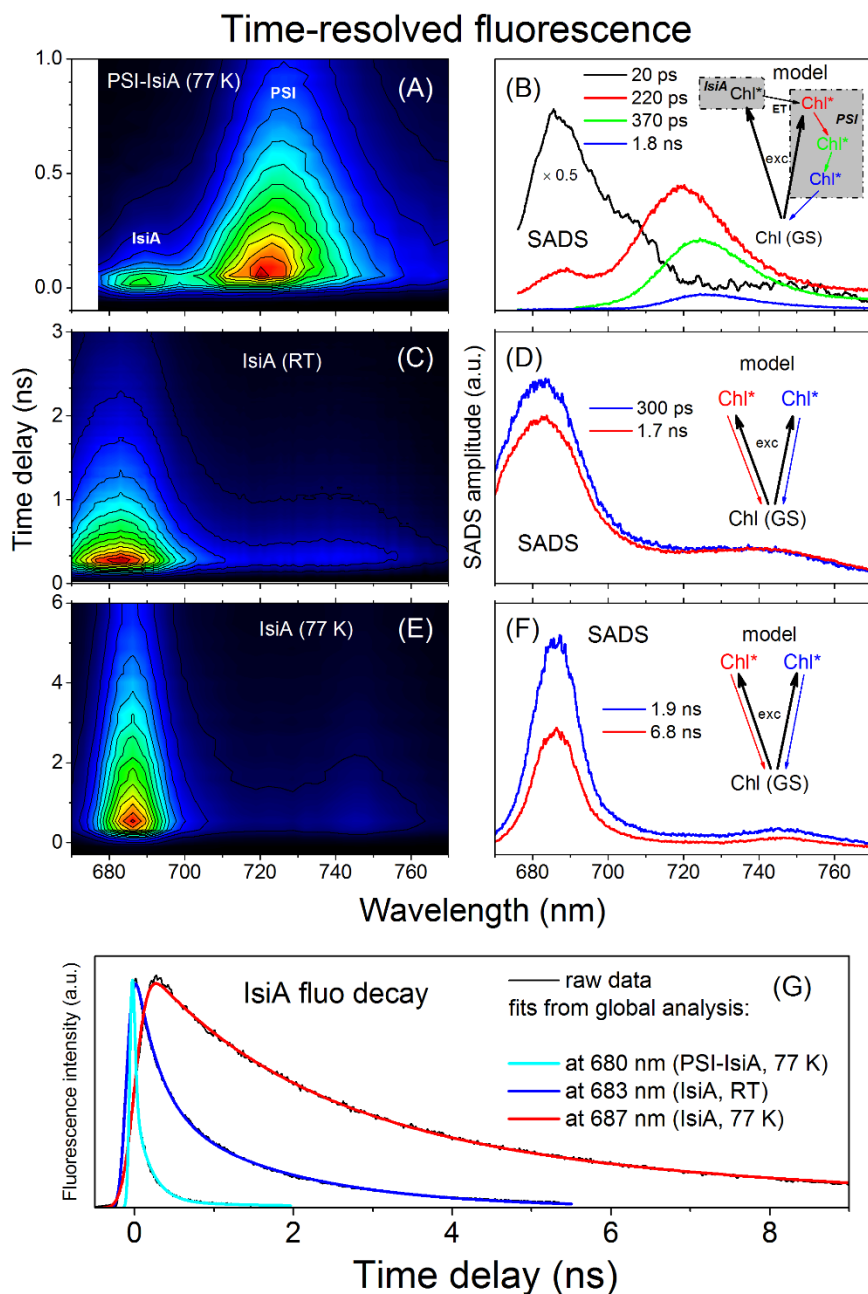 Time-resolved fluorescence
PSI-IsiA (77 K)
(A)
PSI
IsiA
1.0
0.5
0.0
(B)
20 ps
220 ps
370 ps
1.8 ns
× 0.5
SADS
model
IsiA Chl*
ET
Chl*
PSI
Chl*
exc
Chl*
Chl (GS)
IsiA (RT)
(C)
3
2
1
0
(D)
300 ps
1.7 ns
SADS
model
Chl*
Chl*
exc
Chl (GS)
IsiA (77 K)
(E)
6
4
2
0
(F)
SADS
1.9 ns
6.8 ns
model
Chl*
Chl*
exc
Chl (GS)
Time delay (ns)
SADS amplitude (a.u.)
680 700 720 740 760
680 700 720 740 760
Wavelength (nm)
IsiA fluo decay
(G)
raw data
fits from global analysis:
at 680 nm (PSI-IsiA, 77 K)
at 683 nm (IsiA, RT)
at 687 nm (IsiA, 77 K)
Fluorescence intensity (a.u.)
0 2 4 6 8
Time delay (ns)